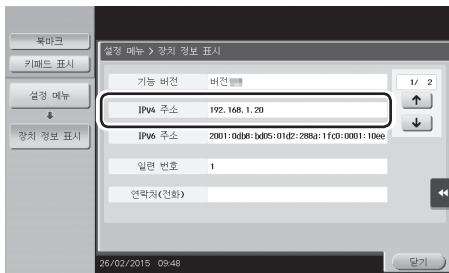 북마크
키패드 표시
설정 메뉴
장치 정보 표시
설정 메뉴 > 장치 정보 표시
기능 버전 버전
1/ 2
IPv4 주소 192.168.1.20
IPv6 주소 2001:0db8:bd05:01d2:288a:1fc0:0001:10ee
일련 번호 1
연락처(전화)
26/02/2015 09:48
닫기